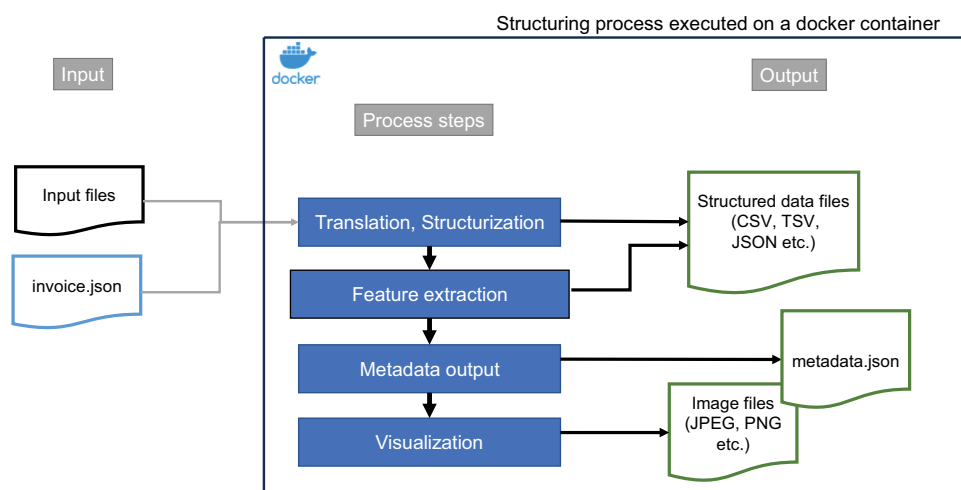 Structuring process executed on a docker container
docker
Input
Output
Process steps
Input files
invoice.json
Translation, Structurization
Feature extraction
Metadata output
Visualization
Structured data files
(CSV, TSV,
JSON etc.)
metadata.json
Image files
(JPEG, PNG
etc.)